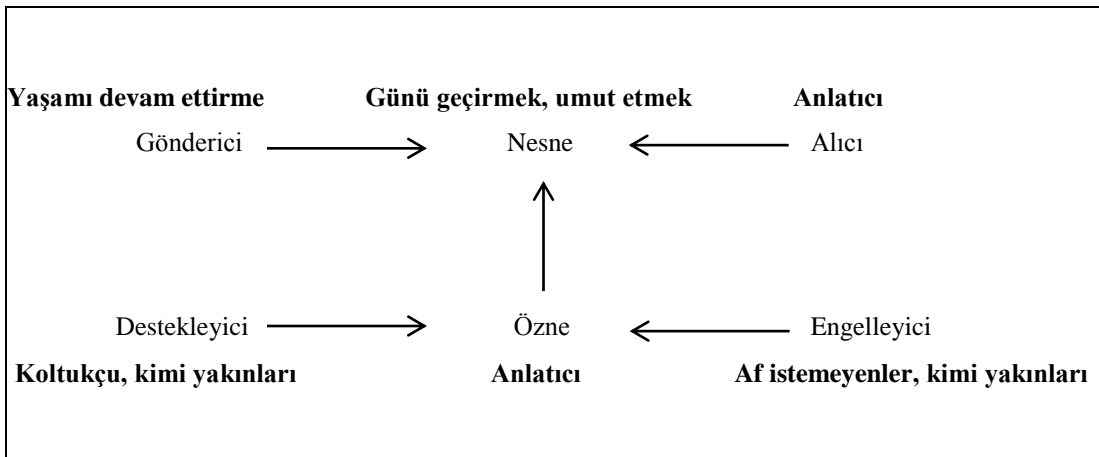 Yaşamı devam ettirme Günü geçirmek, umut etmek Anlatıcı
Gönderici Nesne Alıcı
Destekleyici Özne Engelleyici
Koltukçu, kimi yakınları Anlatıcı Af istemeyenler, kimi yakınları